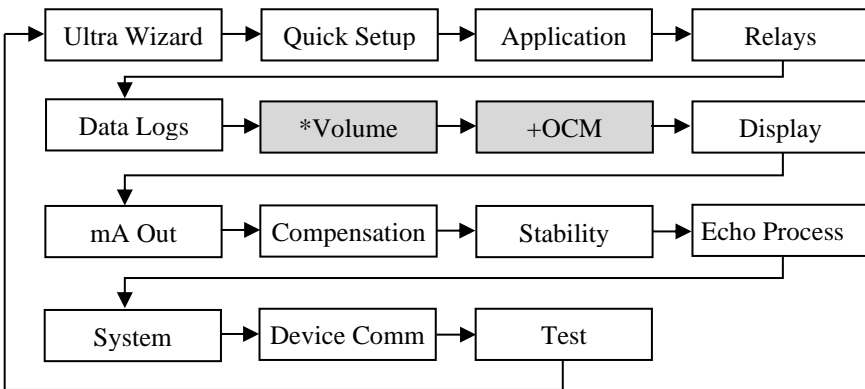 Ultra Wizard
Quick Setup
Application
Relays
Data Logs
*Volume
+OCM
Display
mA Out
Compensation
Stability
Echo Process
System
Device Comm
Test